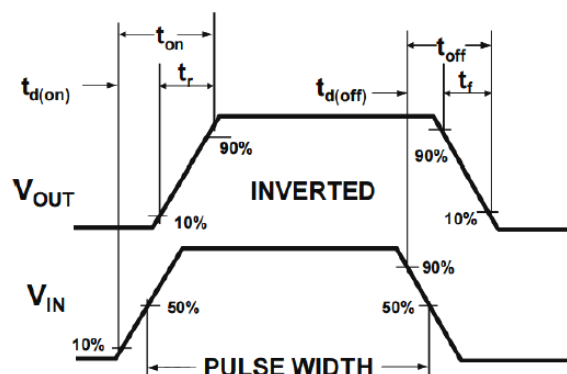 t_on t_off
t_d(on) t_r t_d(off) t_f
90% 90%
V_OUT INVERTED
10% 10%
90%
V_IN 50% 50%
10%
PULSE WIDTH